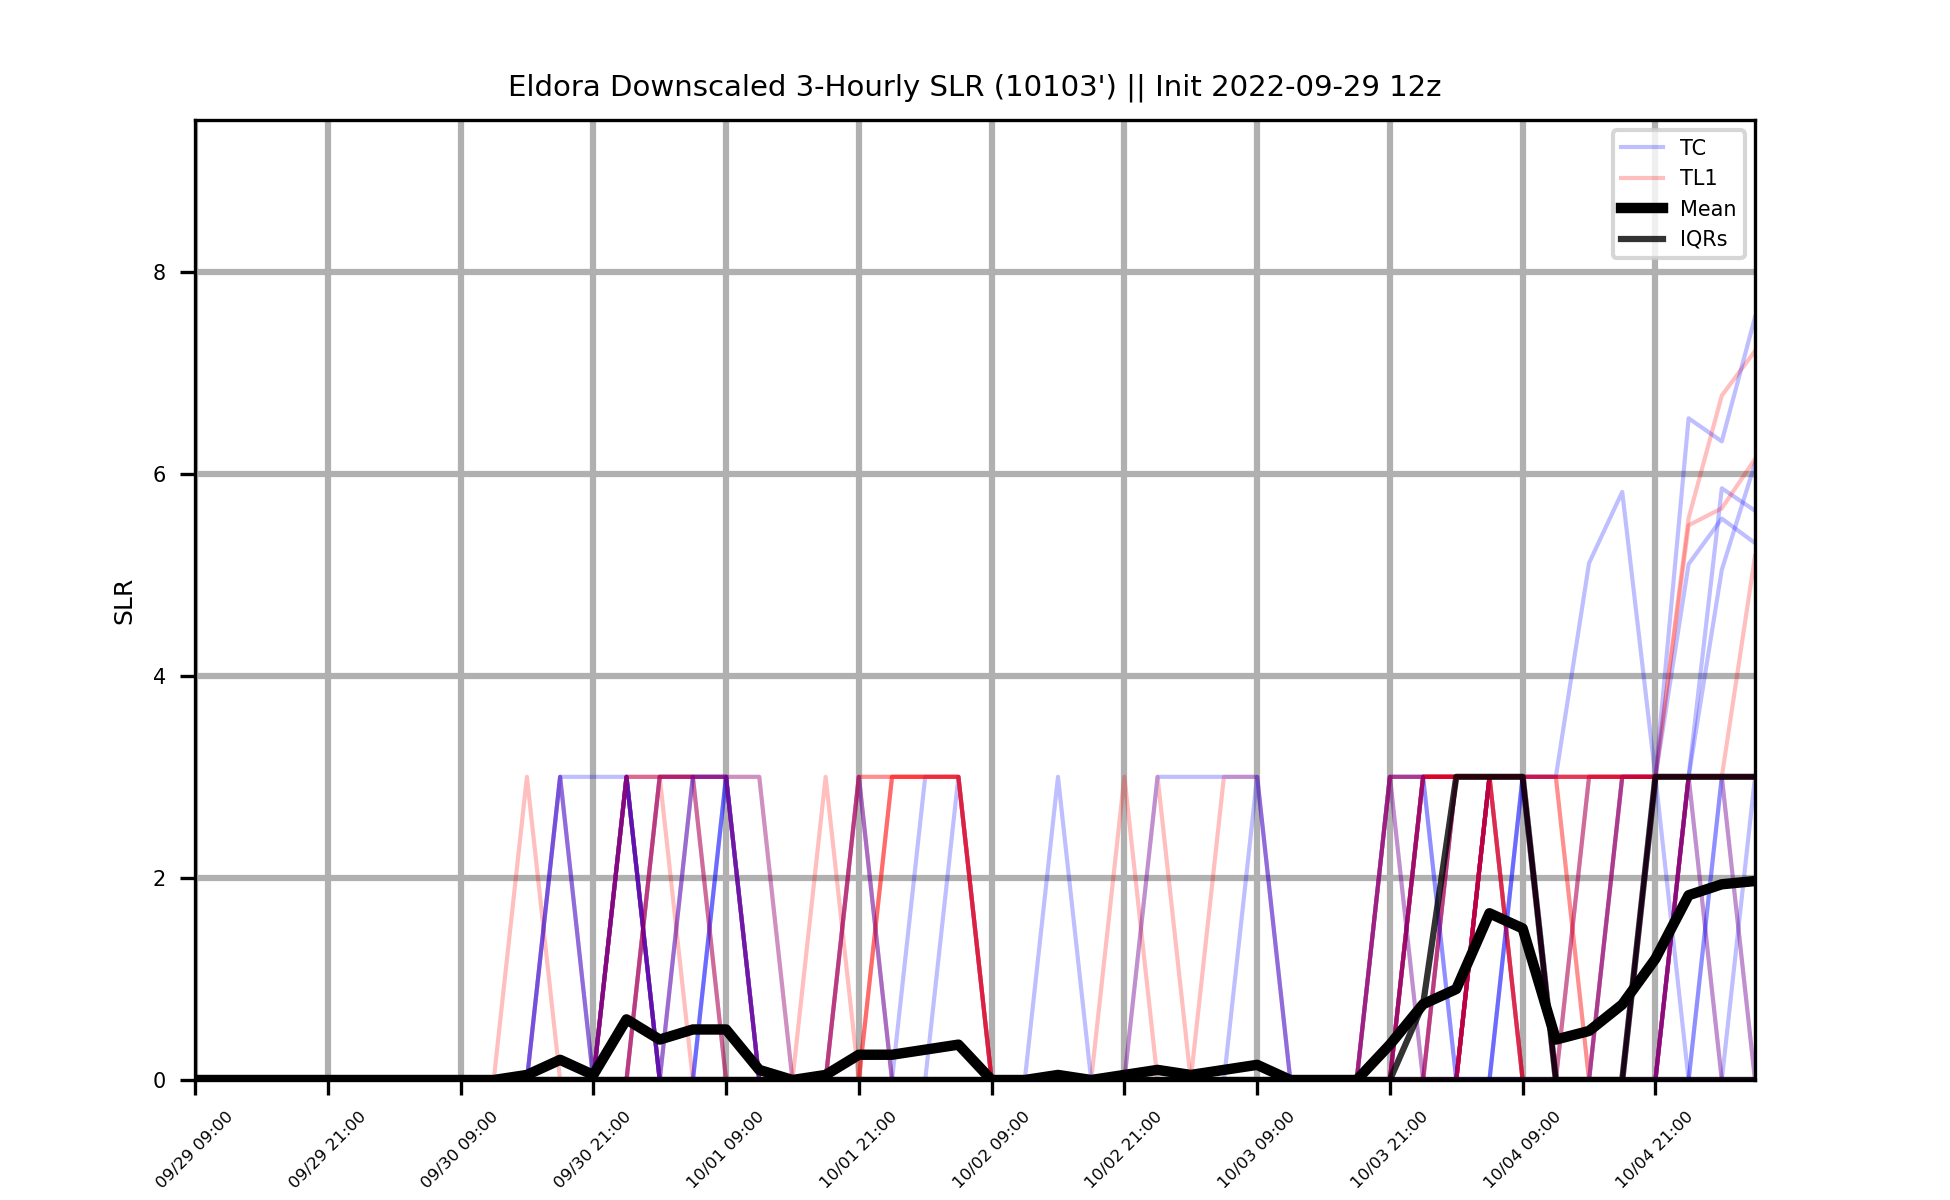 Eldora Downscaled 3-Hourly SLR (10103') || Init 2022-09-29 12z
TC
TL1
Mean
IQRs
8
6
4
2
0
SLR
09/29 09:00
09/29 21:00
09/30 09:00
09/30 21:00
10/01 09:00
10/01 21:00
10/02 09:00
10/02 21:00
10/03 09:00
10/03 21:00
10/04 09:00
10/04 21:00